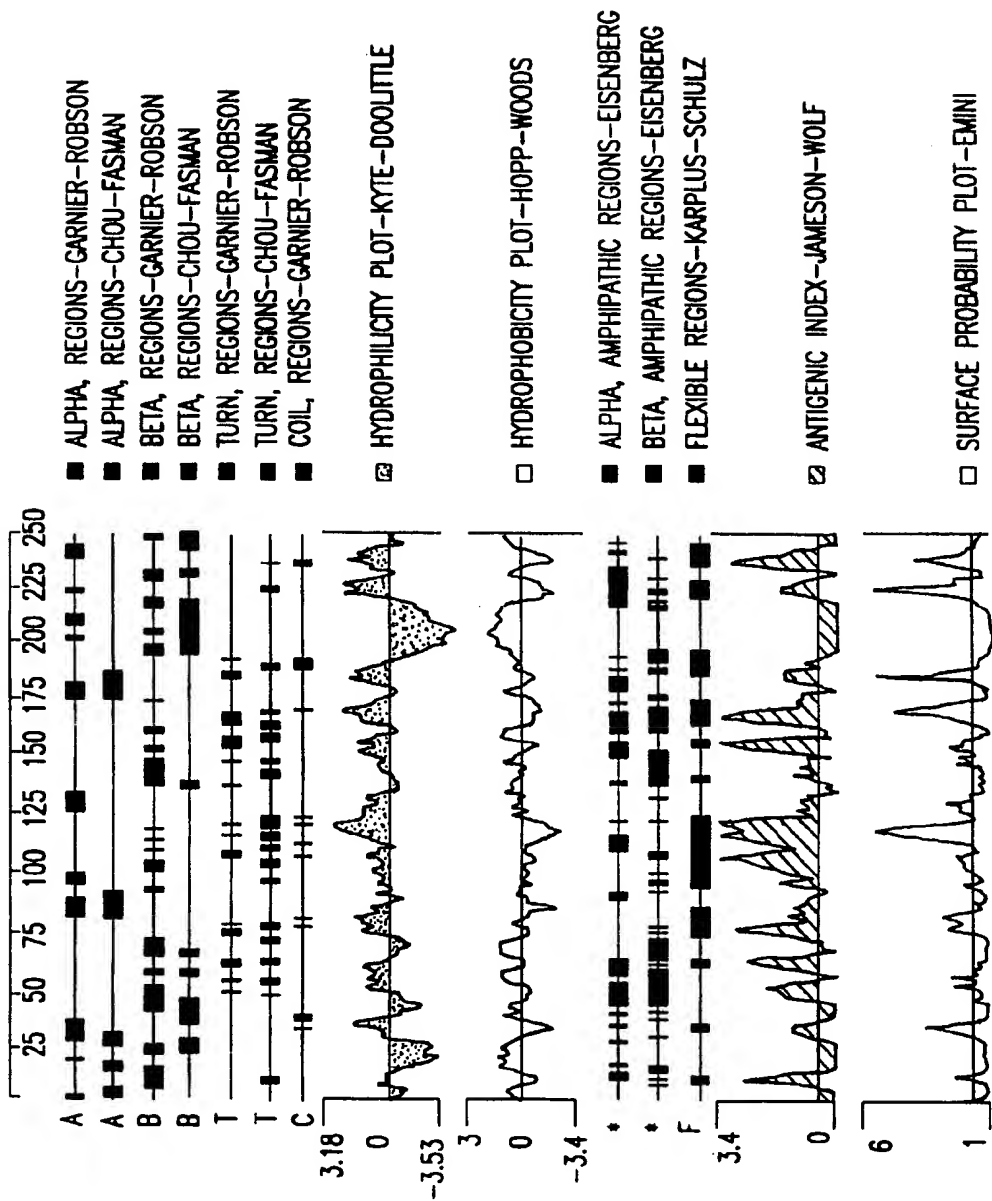 25 50 75 100 125 150 175 200 225 250
A ALPHA, REGIONS-GARNIER-ROBSON
A ALPHA, REGIONS-CHOU-FASMAN
B BETA, REGIONS-GARNIER-ROBSON
B BETA, REGIONS-CHOU-FASMAN
T TURN, REGIONS-GARNIER-ROBSON
T TURN, REGIONS-CHOU-FASMAN
C COIL, REGIONS-GARNIER-ROBSON
3.18
0 HYDROPHILICITY PLOT-KYTE-DOOLITTLE
-3.53
3
0 HYDROPHOBICITY PLOT-HOPP-WOODS
-3.4
* ALPHA, AMPHIPATHIC REGIONS-EISENBERG
* BETA, AMPHIPATHIC REGIONS-EISENBERG
F FLEXIBLE REGIONS-KARPLUS-SCHULZ
3.4
ANTIGENIC INDEX-JAMESON-WOLF
0
6
SURFACE PROBABILITY PLOT-EMINI
1